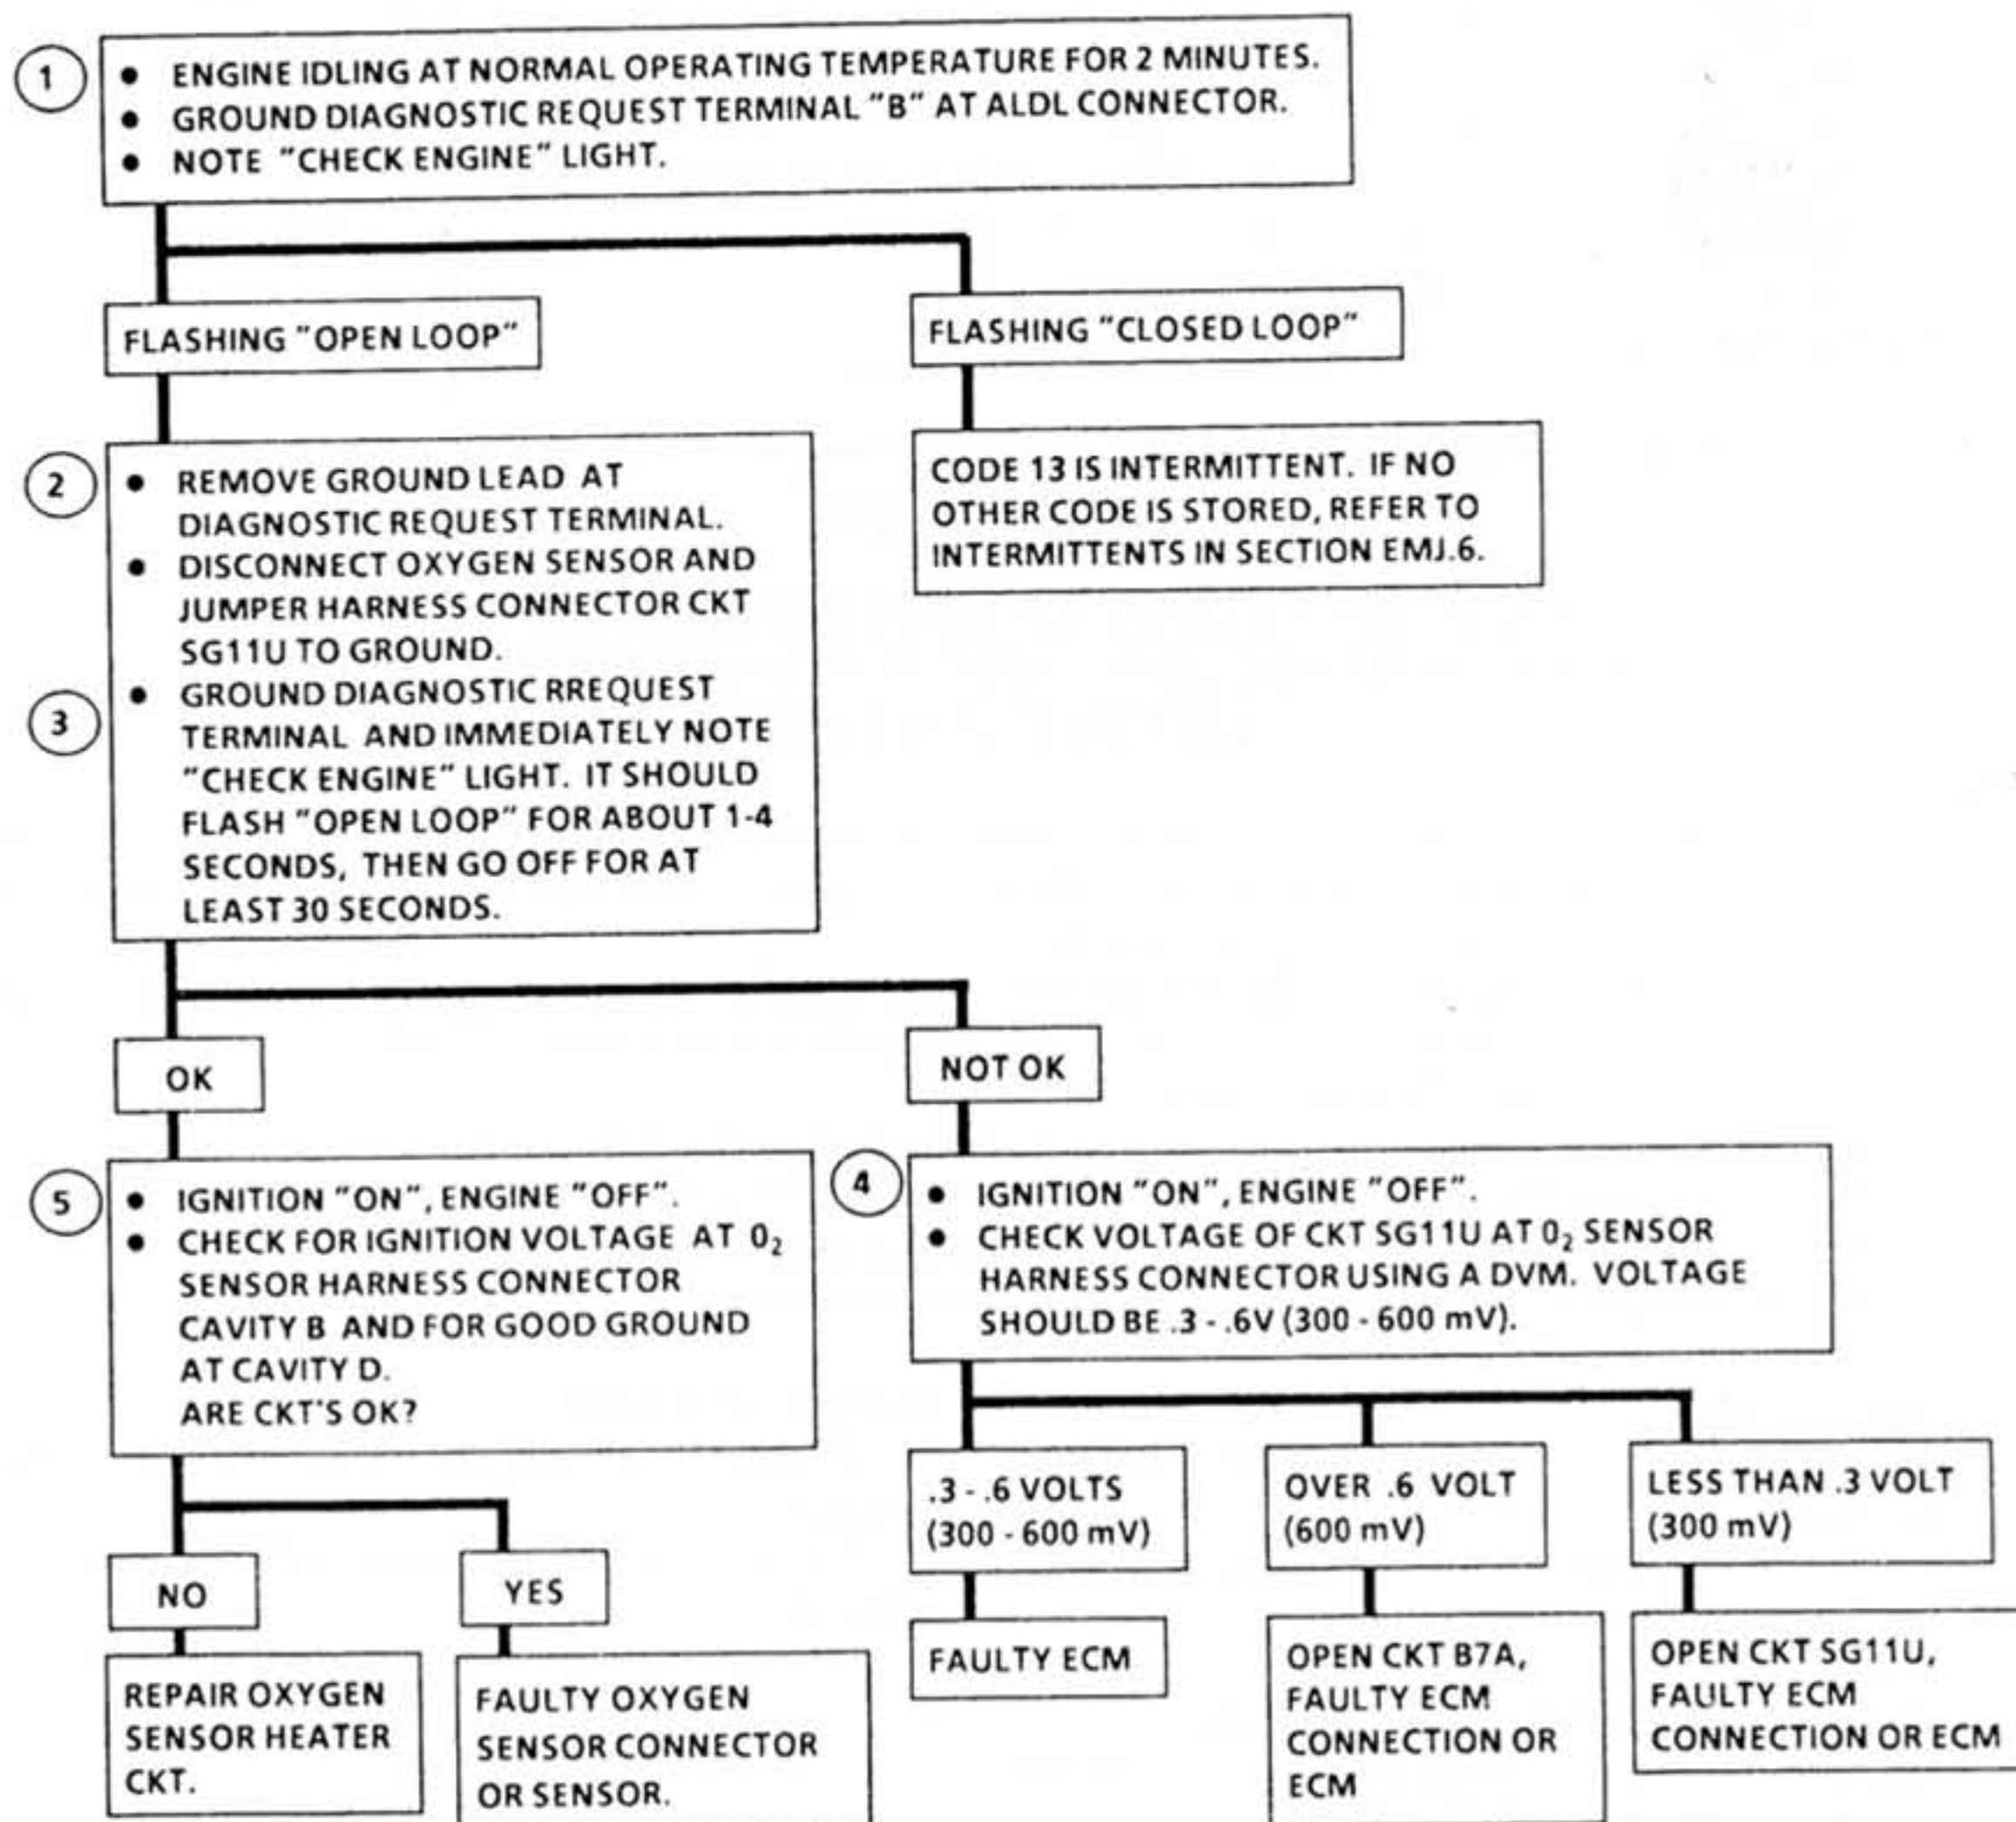 1
● ENGINE IDLING AT NORMAL OPERATING TEMPERATURE FOR 2 MINUTES.
● GROUND DIAGNOSTIC REQUEST TERMINAL "B" AT ALDL CONNECTOR.
● NOTE "CHECK ENGINE" LIGHT.
FLASHING "OPEN LOOP"
FLASHING "CLOSED LOOP"
CODE 13 IS INTERMITTENT. IF NO
OTHER CODE IS STORED, REFER TO
INTERMITTENTS IN SECTION EMJ.6.
2
● REMOVE GROUND LEAD AT
DIAGNOSTIC REQUEST TERMINAL.
● DISCONNECT OXYGEN SENSOR AND
JUMPER HARNESS CONNECTOR CKT
SG11U TO GROUND.
3
● GROUND DIAGNOSTIC RREQUEST
TERMINAL AND IMMEDIATELY NOTE
"CHECK ENGINE" LIGHT. IT SHOULD
FLASH "OPEN LOOP" FOR ABOUT 1-4
SECONDS, THEN GO OFF FOR AT
LEAST 30 SECONDS.
OK
NOT OK
5
● IGNITION "ON", ENGINE "OFF".
● CHECK FOR IGNITION VOLTAGE AT 0₂
SENSOR HARNESS CONNECTOR
CAVITY B AND FOR GOOD GROUND
AT CAVITY D.
ARE CKT'S OK?
4
● IGNITION "ON", ENGINE "OFF".
● CHECK VOLTAGE OF CKT SG11U AT 0₂ SENSOR
HARNESS CONNECTOR USING A DVM. VOLTAGE
SHOULD BE .3 - .6V (300 - 600 mV).
NO
YES
REPAIR OXYGEN
SENSOR HEATER
CKT.
FAULTY OXYGEN
SENSOR CONNECTOR
OR SENSOR.
.3 - .6 VOLTS
(300 - 600 mV)
OVER .6 VOLT
(600 mV)
LESS THAN .3 VOLT
(300 mV)
FAULTY ECM
OPEN CKT B7A,
FAULTY ECM
CONNECTION OR
ECM
OPEN CKT SG11U,
FAULTY ECM
CONNECTION OR ECM